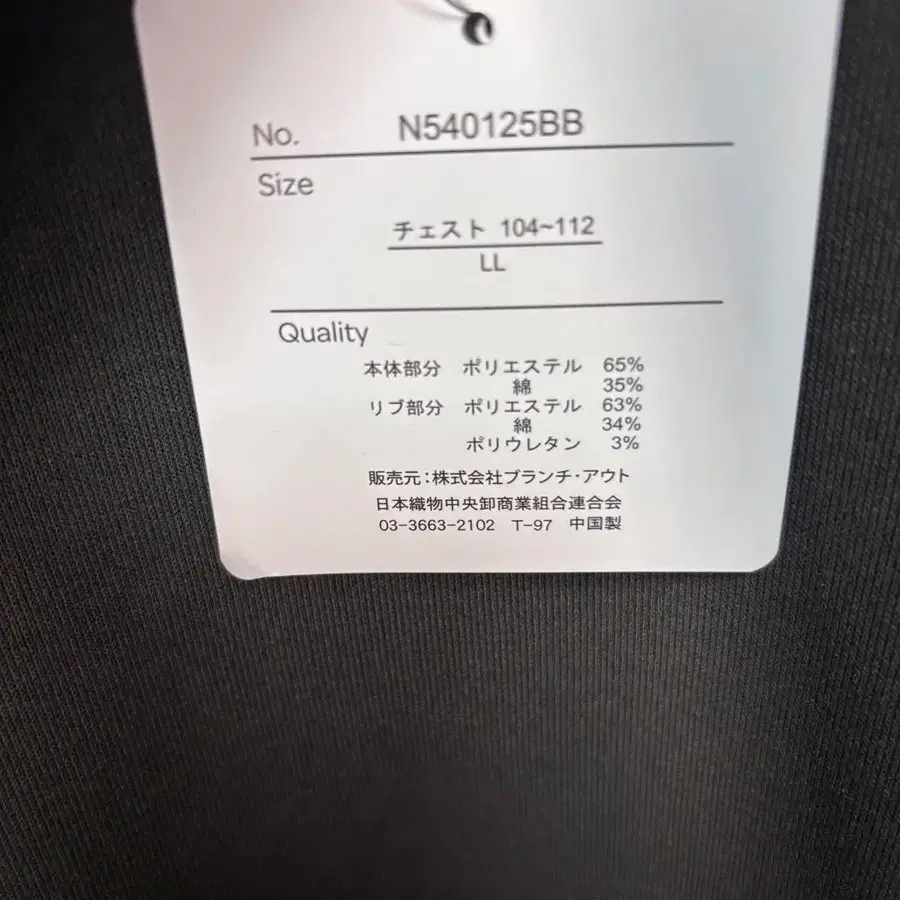 No. N540125BB
Size
チェスト 104~112
LL
Quality
本体部分 ポリエステル 65%
綿 35%
リブ部分 ポリエステル 63%
綿 34%
ポリウレタン 3%
販売元:株式会社ブランチ・アウト
日本織物中央卸商業組合連合会
03-3663-2102 T-97 中国製